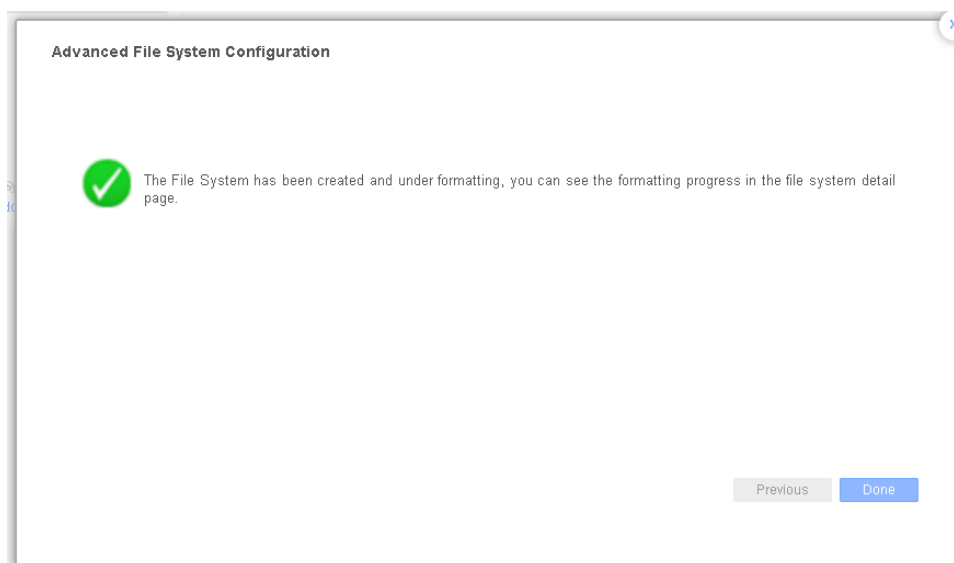 Advanced File System Configuration
The File System has been created and under formatting, you can see the formatting progress in the file system detail
page.
Previous
Done